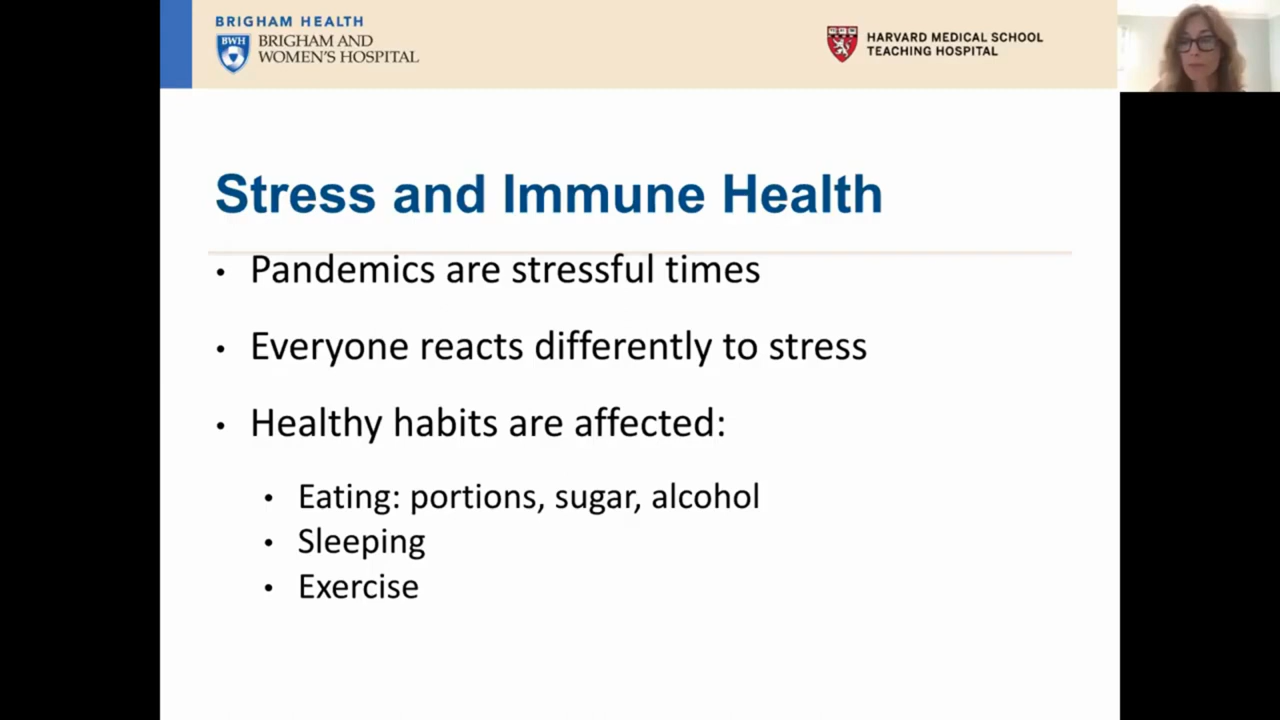 BRIGHAM HEALTH
BWH
BRIGHAM AND
WOMEN'S HOSPITAL
HARVARD MEDICAL SCHOOL
TEACHING HOSPITAL
Stress and Immune Health
• Pandemics are stressful times
• Everyone reacts differently to stress
• Healthy habits are affected:
• Eating: portions, sugar, alcohol
• Sleeping
• Exercise